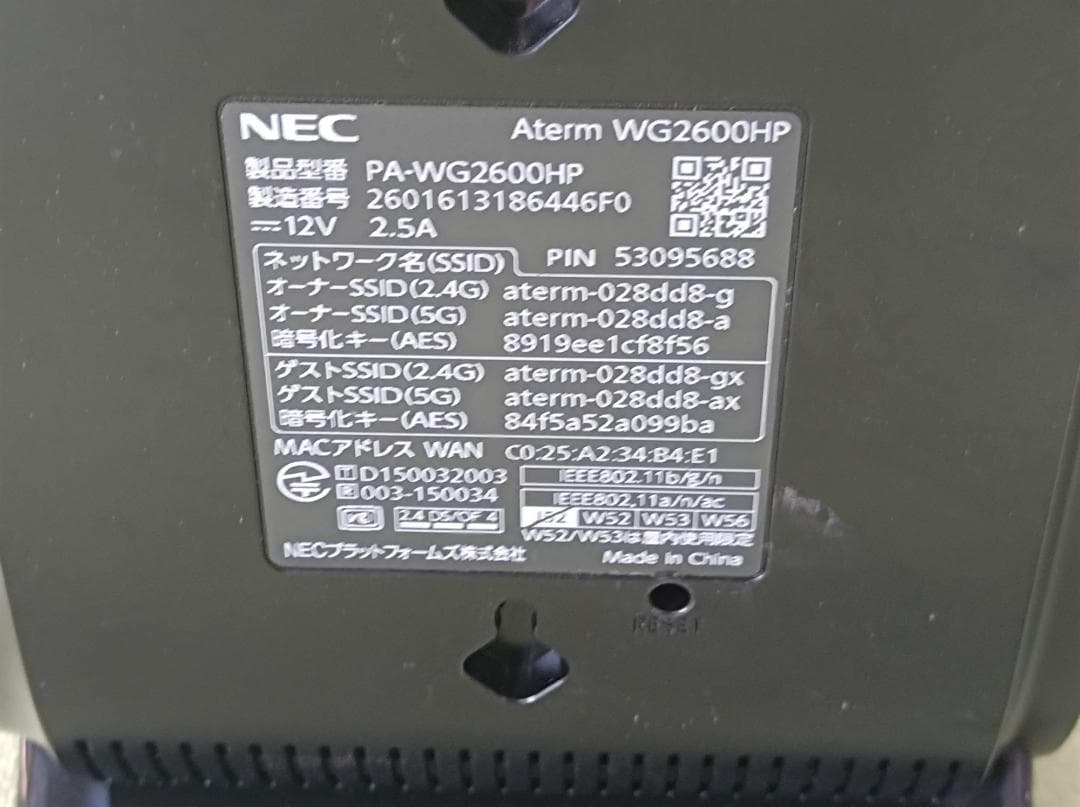 NEC Aterm WG2600HP
製品型番 PA-WG2600HP
製造番号 2601613186446F0
12V 2.5A
PIN 53095688
ネットワーク名(SSID)
オーナーSSID(2.4G) aterm-028dd8-g
オーナーSSID(5G) aterm-028dd8-a
暗号化キー(AES) 8919ee1cf8f56
ゲストSSID(2.4G) aterm-028dd8-gx
ゲストSSID(5G) aterm-028dd8-ax
暗号化キー(AES) 84f5a52a099ba
MACアドレス WAN C0:25:A2:34:B4:E1
T D150032003
R 003-150034
IEEE802.11b/g/n
IEEE802.11a/n/ac
2.4 DS/OF 4
J52 W52 W53 W56
W52/W53は屋内使用限定
NECプラットフォームズ株式会社 Made in China
RESET